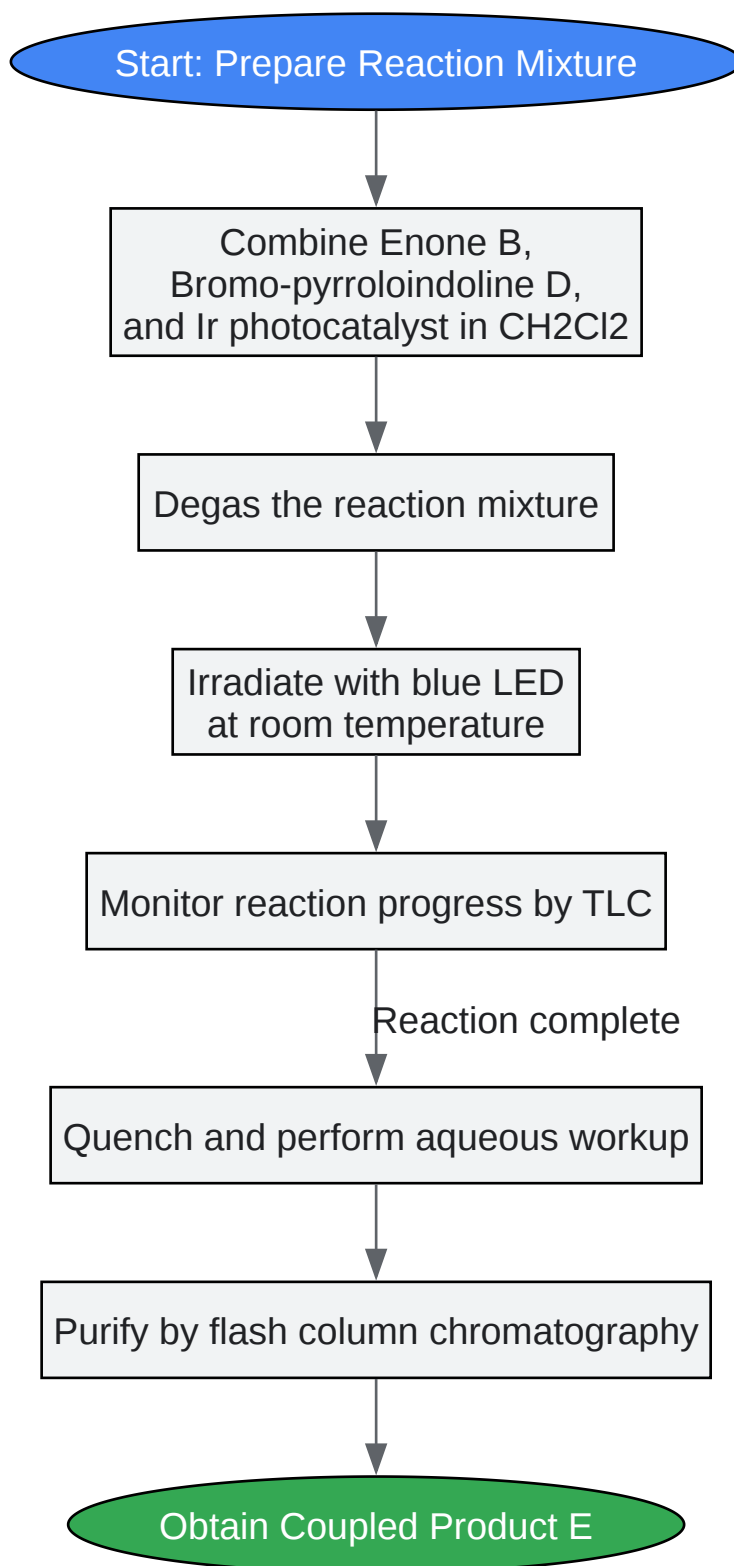 Start: Prepare Reaction Mixture
Combine Enone B,
Bromo-pyrroloindoline D,
and Ir photocatalyst in CH2Cl2
Degas the reaction mixture
Irradiate with blue LED
at room temperature
Monitor reaction progress by TLC
Reaction complete
Quench and perform aqueous workup
Purify by flash column chromatography
Obtain Coupled Product E